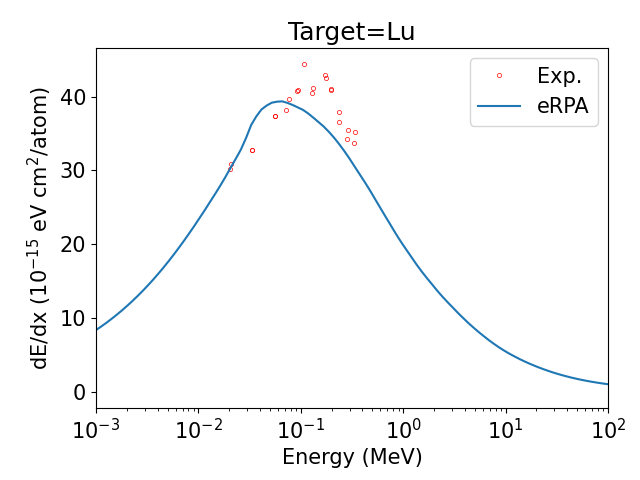 Target=Lu
Exp.
eRPA
dE/dx (10⁻¹⁵ eV cm²/atom)
40
30
20
10
0
10⁻³ 10⁻² 10⁻¹ 10⁰ 10¹ 10²
Energy (MeV)